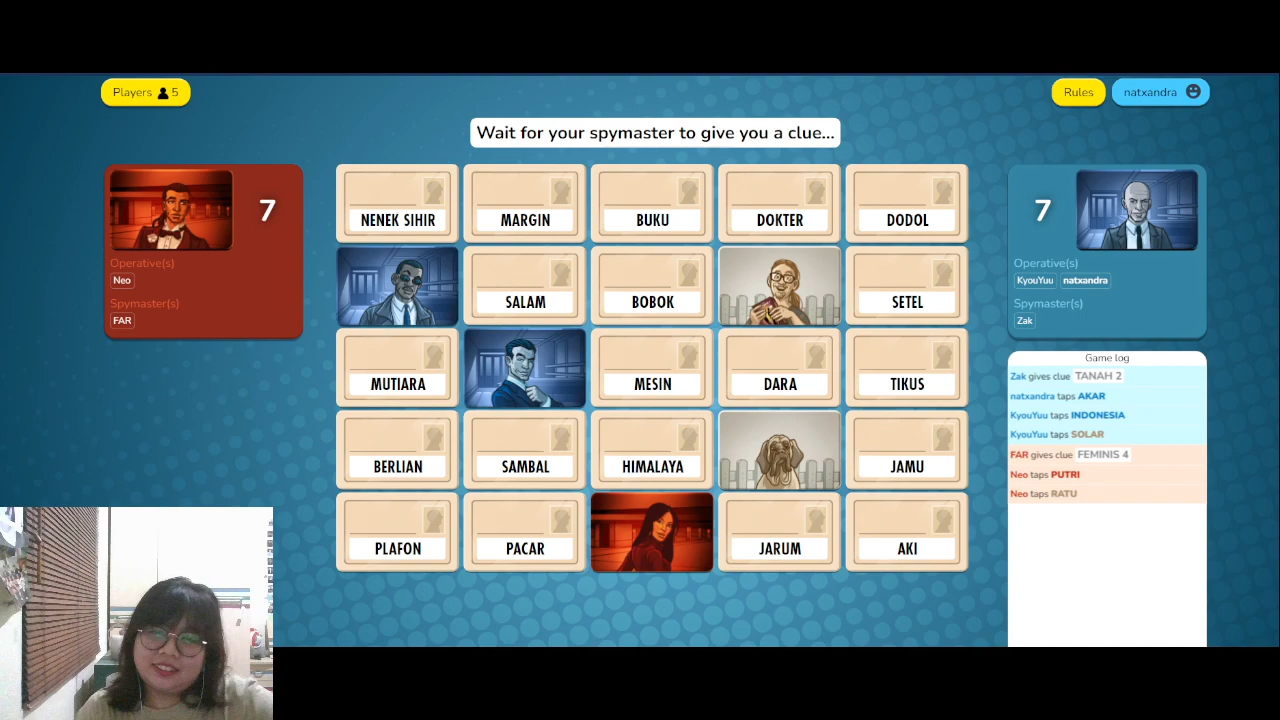 Players 5
Rules
natxandra
Wait for your spymaster to give you a clue...
7
Operative(s)
Neo
Spymaster(s)
FAR
NENEK SIHIR
MARGIN
BUKU
DOKTER
DODOL
SALAM
BOBOK
SETEL
MUTIARA
MESIN
DARA
TIKUS
BERLIAN
SAMBAL
HIMALAYA
JAMU
PLAFON
PACAR
JARUM
AKI
7
Operative(s)
KyouYuu natxandra
Spymaster(s)
Zak
Game log
Zak gives clue TANAH 2
natxandra taps AKAR
KyouYuu taps INDONESIA
KyouYuu taps SOLAR
FAR gives clue FEMINIS 4
Neo taps PUTRI
Neo taps RATU